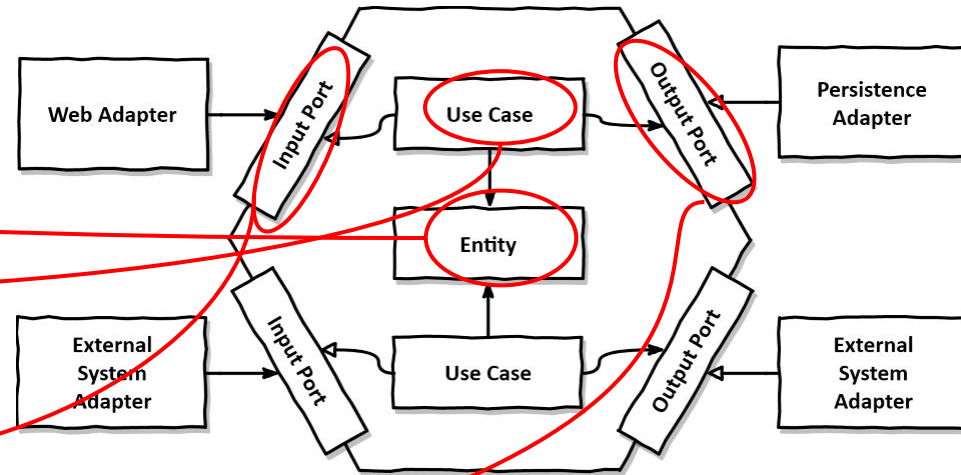 Web Adapter
Input Port
Use Case
Output Port
Persistence
Adapter
Entity
External
System
Adapter
Input Port
Use Case
Output Port
External
System
Adapter